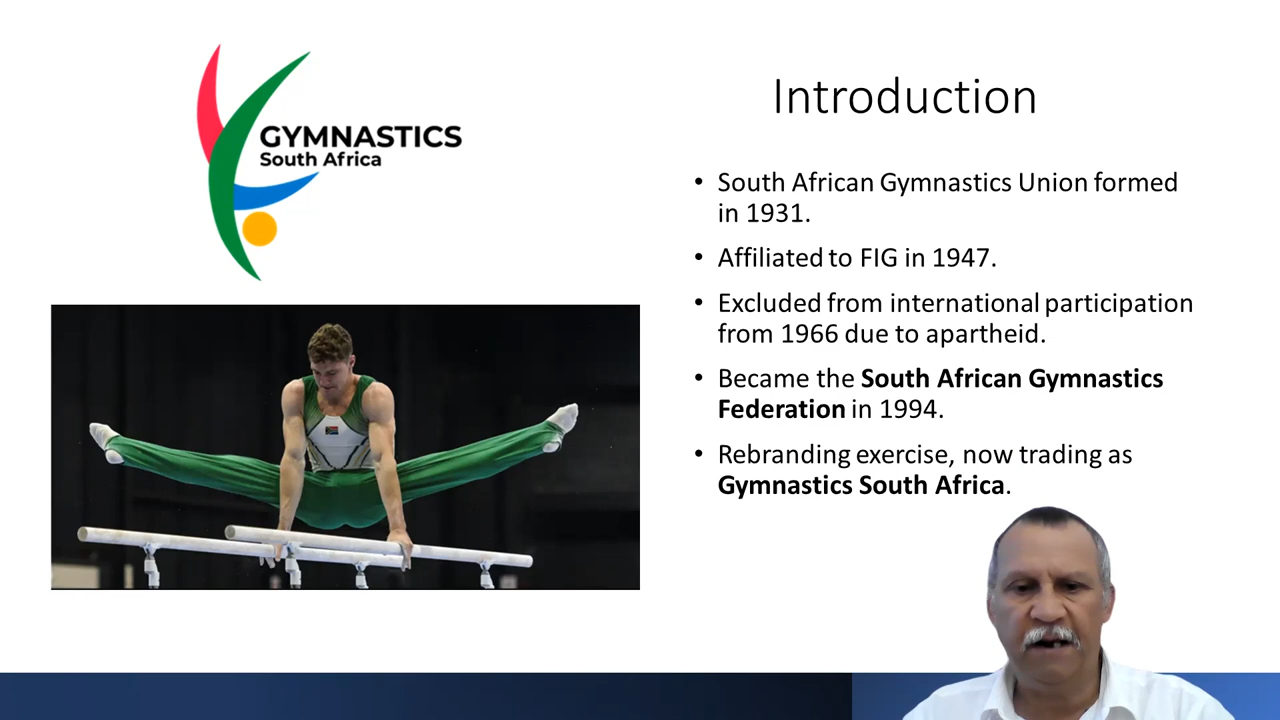 GYMNASTICS
South Africa
Introduction
• South African Gymnastics Union formed
in 1931.
• Affiliated to FIG in 1947.
• Excluded from international participation
from 1966 due to apartheid.
• Became the South African Gymnastics
Federation in 1994.
• Rebranding exercise, now trading as
Gymnastics South Africa.